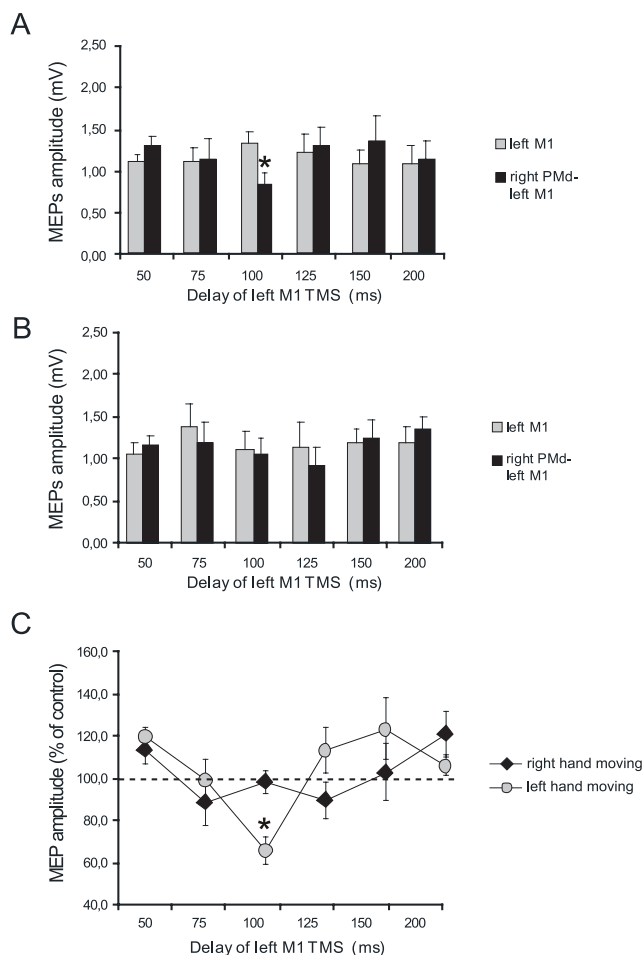 A
MEPs amplitude (mV)
2,50
2,00
1,50
1,00
0,50
0,00
*
50 75 100 125 150 200
Delay of left M1 TMS (ms)
left M1
right PMd-
left M1
B
MEPs amplitude (mV)
2,50
2,00
1,50
1,00
0,50
0,00
50 75 100 125 150 200
Delay of left M1 TMS (ms)
left M1
right PMd-
left M1
C
MEP amplitude (% of control)
160,0
140,0
120,0
100,0
80,0
60,0
40,0
*
50 75 100 125 150 200
Delay of left M1 TMS (ms)
right hand moving
left hand moving